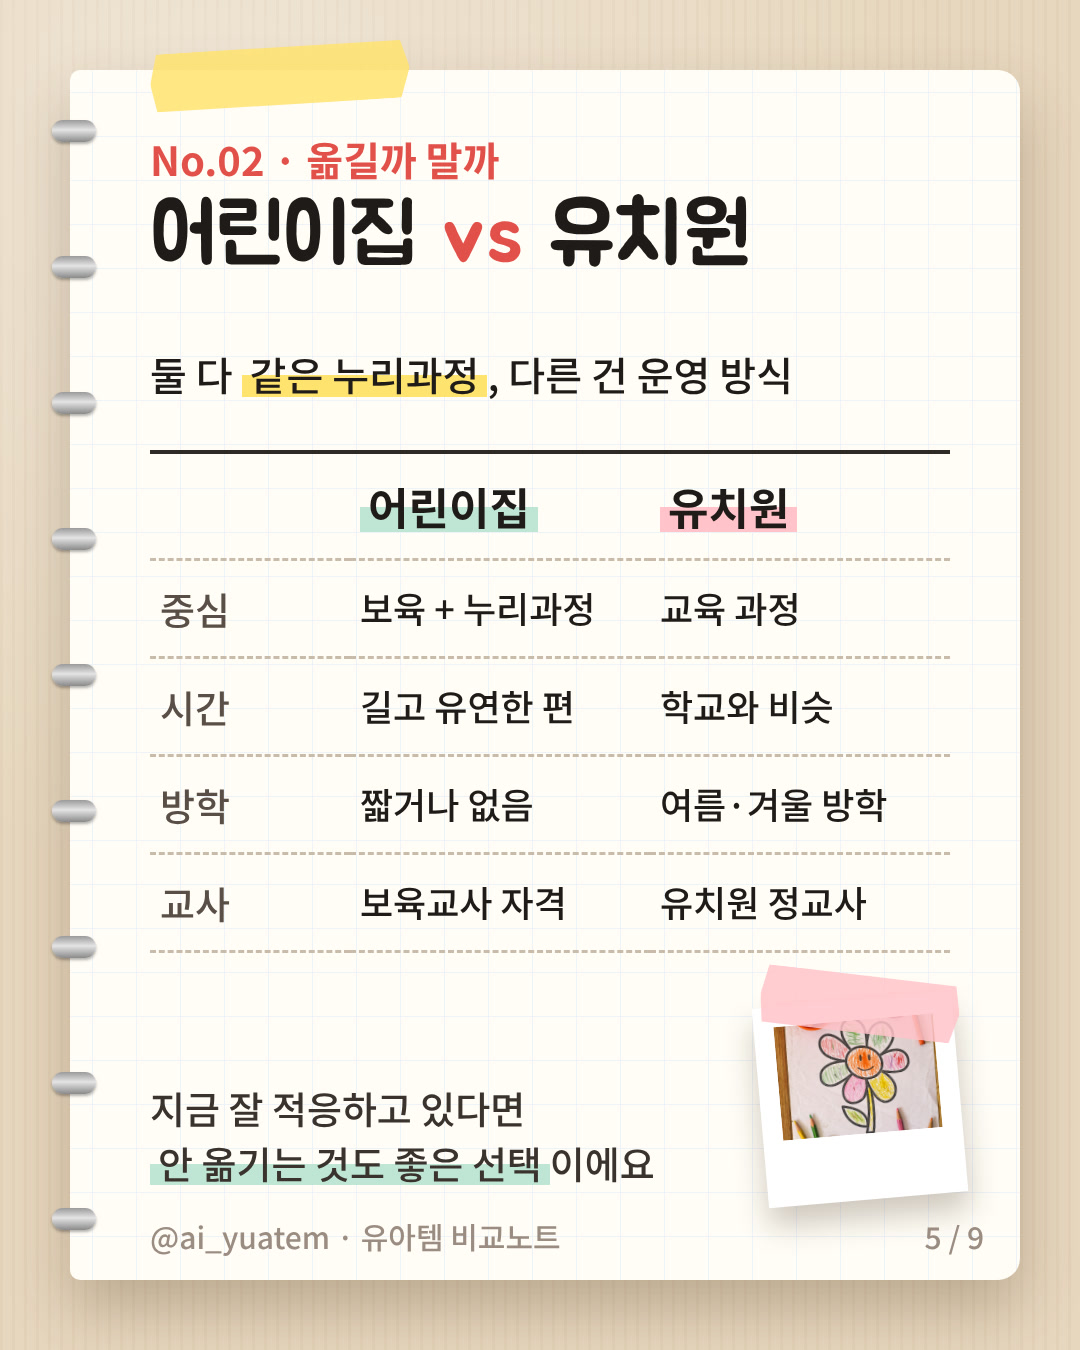 No.02 · 옮길까 말까
어린이집 vs 유치원
둘 다 같은 누리과정, 다른 건 운영 방식
어린이집 유치원
중심 보육 + 누리과정 교육 과정
시간 길고 유연한 편 학교와 비슷
방학 짧거나 없음 여름·겨울 방학
교사 보육교사 자격 유치원 정교사
지금 잘 적응하고 있다면
안 옮기는 것도 좋은 선택이에요
@ai_yuatem · 유아템 비교노트
5 / 9